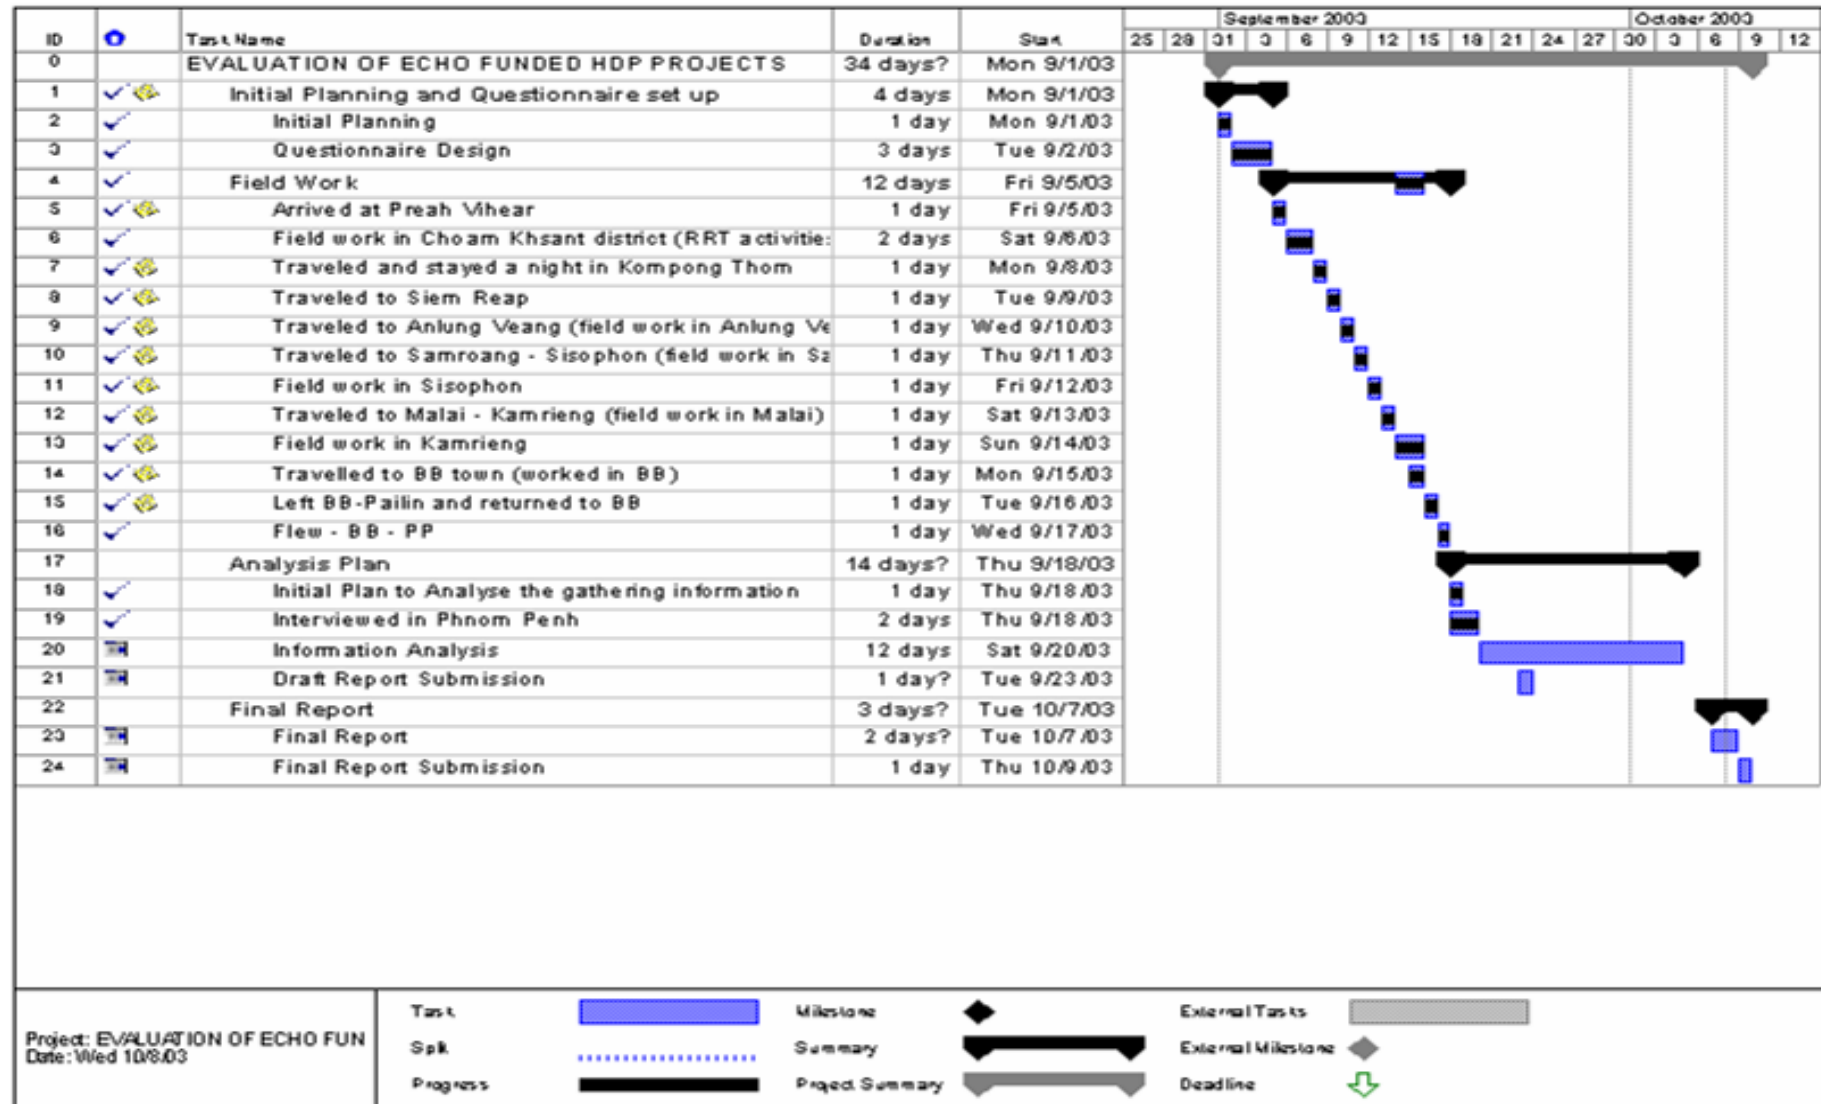 September 2003 October 2003
ID Task Name Duration Start 25 28 31 3 6 9 12 15 18 21 24 27 30 3 6 9 12
0 EVALUATION OF ECHO FUNDED HDP PROJECTS 34 days? Mon 9/1/03
1 Initial Planning and Questionnaire set up 4 days Mon 9/1/03
2 Initial Planning 1 day Mon 9/1/03
3 Questionnaire Design 3 days Tue 9/2/03
4 Field Work 12 days Fri 9/5/03
5 Arrived at Preah Vihear 1 day Fri 9/5/03
6 Field work in Choam Khsant district (RRT activitie: 2 days Sat 9/6/03
7 Traveled and stayed a night in Kompong Thom 1 day Mon 9/8/03
8 Traveled to Siem Reap 1 day Tue 9/9/03
9 Traveled to Anlung Veang (field work in Anlung Ve 1 day Wed 9/10/03
10 Traveled to Samroang - Sisophon (field work in Sa 1 day Thu 9/11/03
11 Field work in Sisophon 1 day Fri 9/12/03
12 Traveled to Malai - Kamrieng (field work in Malai) 1 day Sat 9/13/03
13 Field work in Kamrieng 1 day Sun 9/14/03
14 Travelled to BB town (worked in BB) 1 day Mon 9/15/03
15 Left BB-Pailin and returned to BB 1 day Tue 9/16/03
16 Flew - BB - PP 1 day Wed 9/17/03
17 Analysis Plan 14 days? Thu 9/18/03
18 Initial Plan to Analyse the gathering information 1 day Thu 9/18/03
19 Interviewed in Phnom Penh 2 days Thu 9/18/03
20 Information Analysis 12 days Sat 9/20/03
21 Draft Report Submission 1 day? Tue 9/23/03
22 Final Report 3 days? Tue 10/7/03
23 Final Report 2 days? Tue 10/7/03
24 Final Report Submission 1 day Thu 10/9/03
Project: EVALUATION OF ECHO FUN
Date: Wed 10/8/03
Task Milestone External Tasks
Split Summary External Milestone
Progress Project Summary Deadline